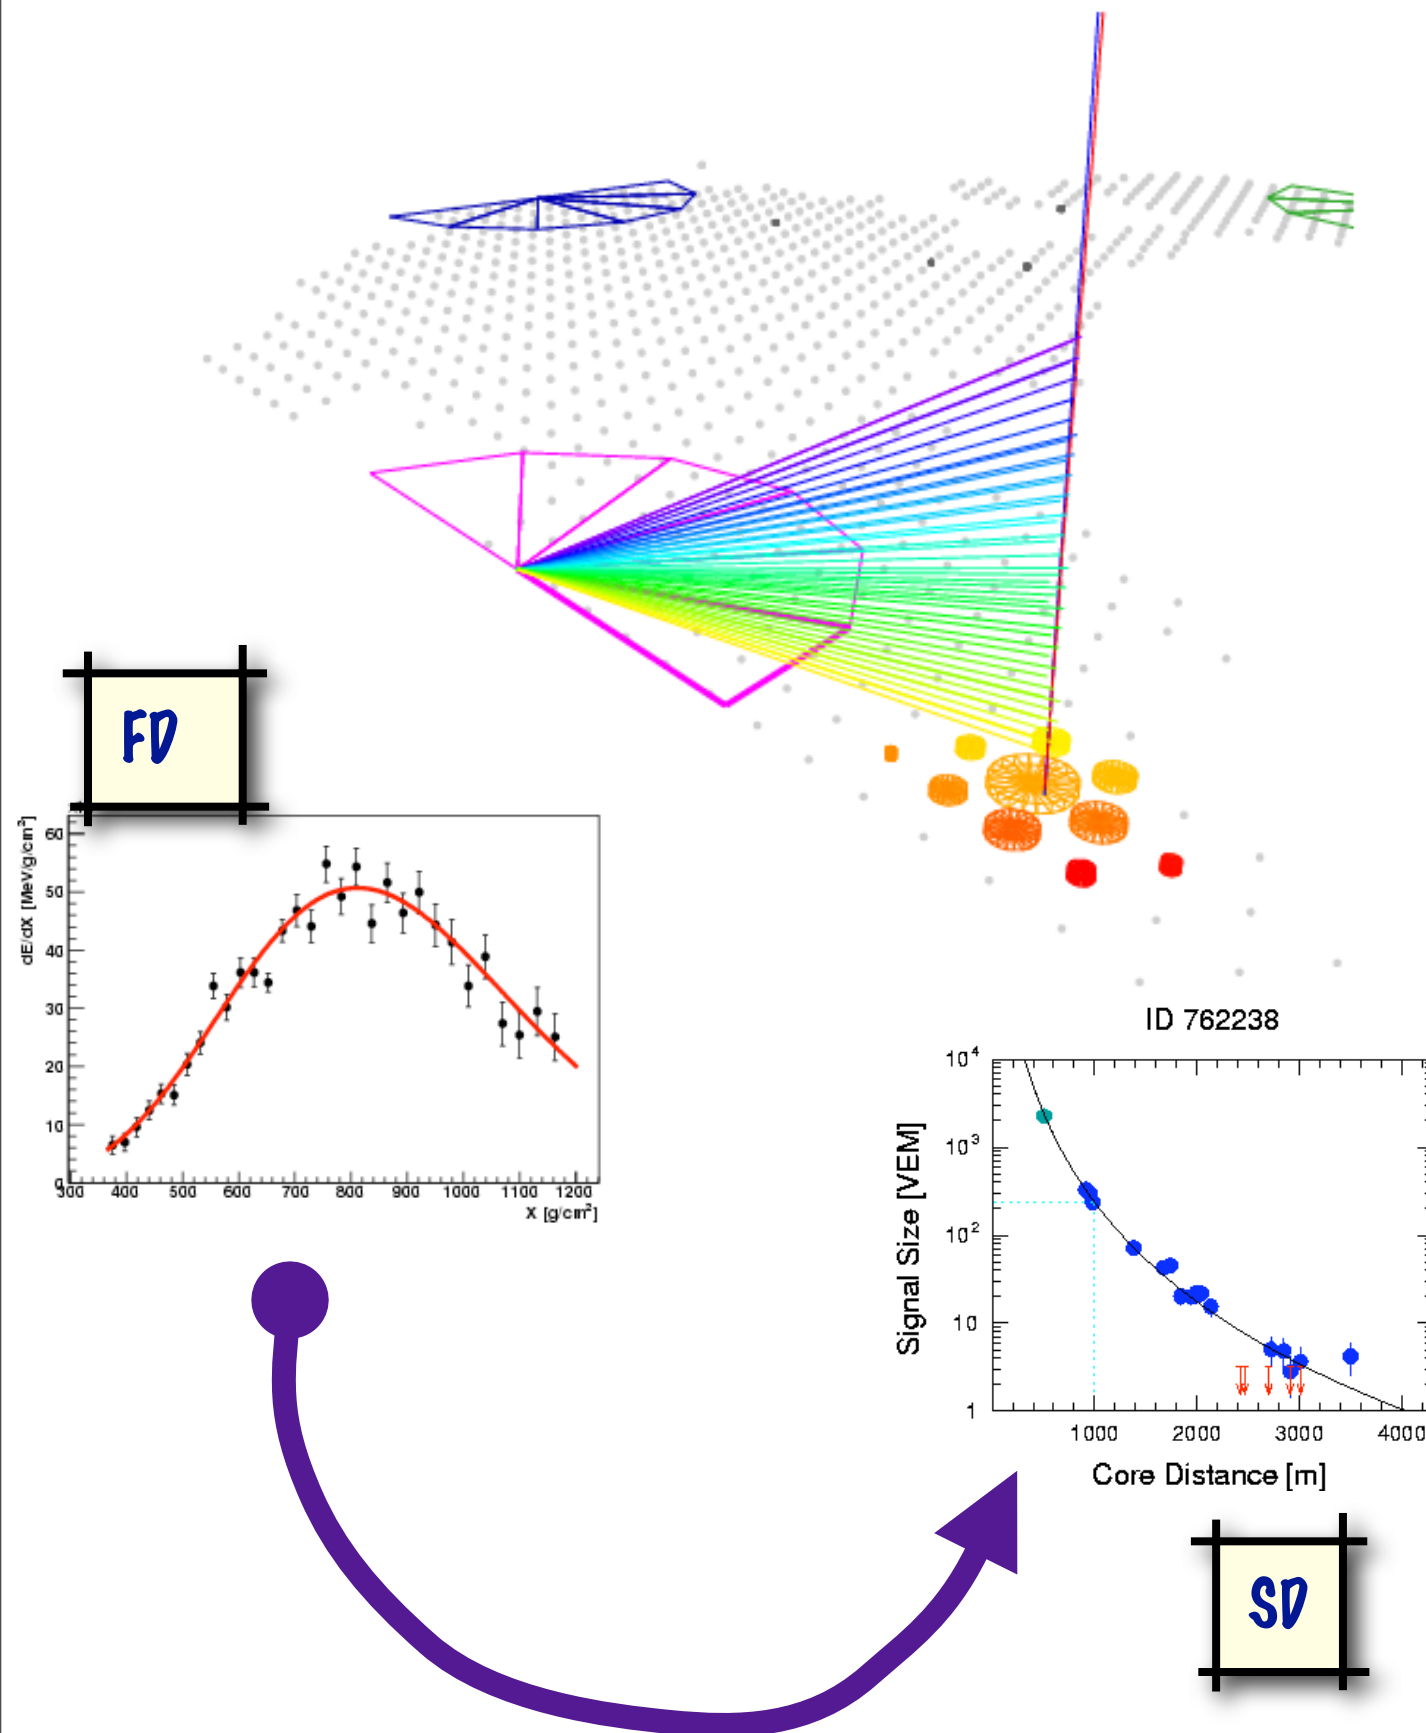 FD
dE/dX [MeV/g/cm²]
60
50
40
30
20
10
0
300 400 500 600 700 800 900 1000 1100 1200
X [g/cm²]
ID 762238
Signal Size [VEM]
10⁴
10³
10²
10
1
1000 2000 3000 4000
Core Distance [m]
SD